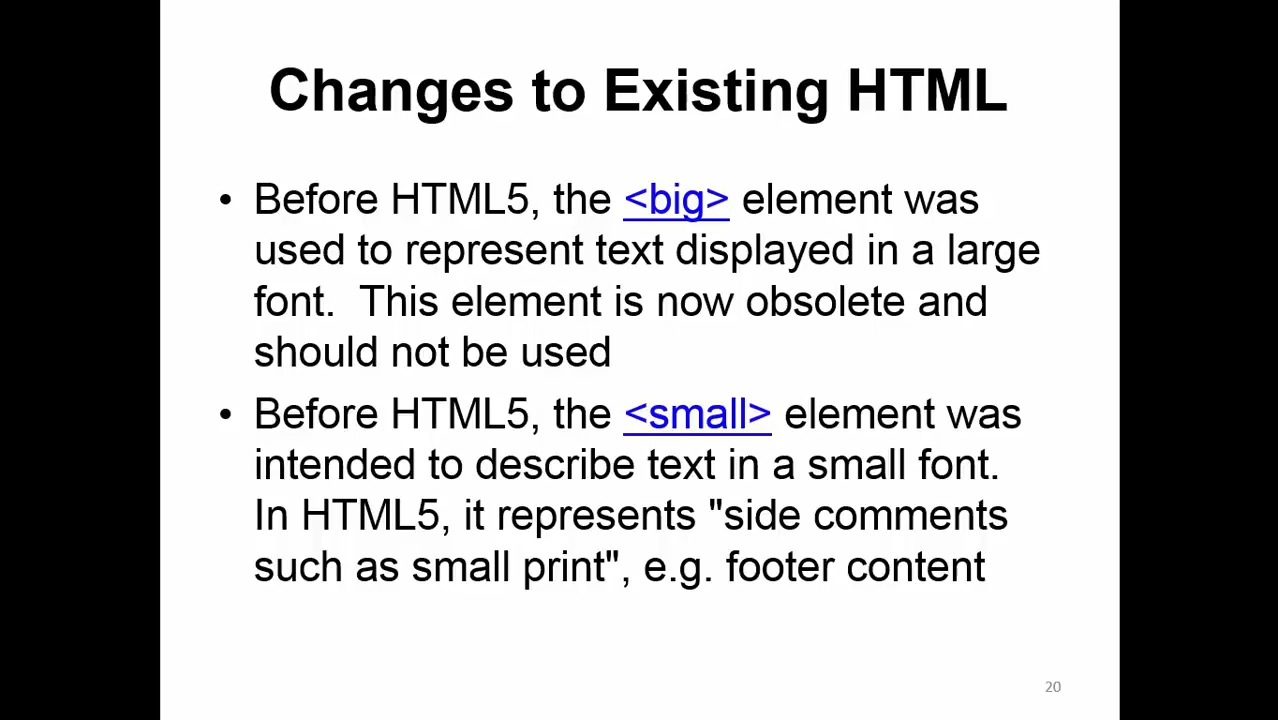 Changes to Existing HTML
• Before HTML5, the <big> element was
used to represent text displayed in a large
font.  This element is now obsolete and
should not be used
• Before HTML5, the <small> element was
intended to describe text in a small font.
In HTML5, it represents "side comments
such as small print", e.g. footer content
20